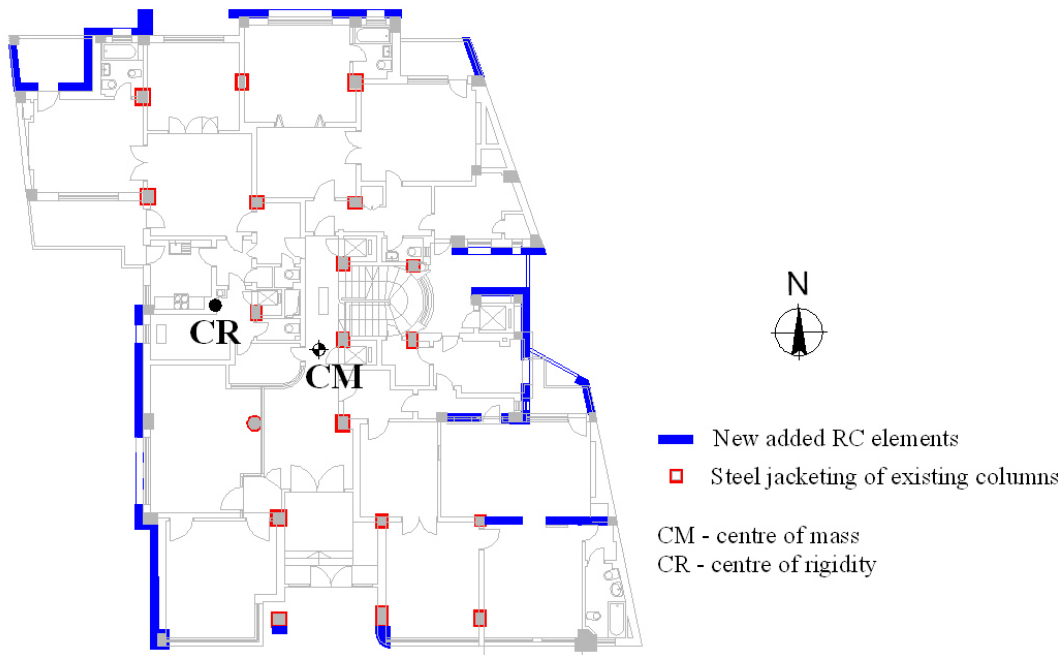 N
CR
CM
New added RC elements
Steel jacketing of existing columns
CM - centre of mass
CR - centre of rigidity